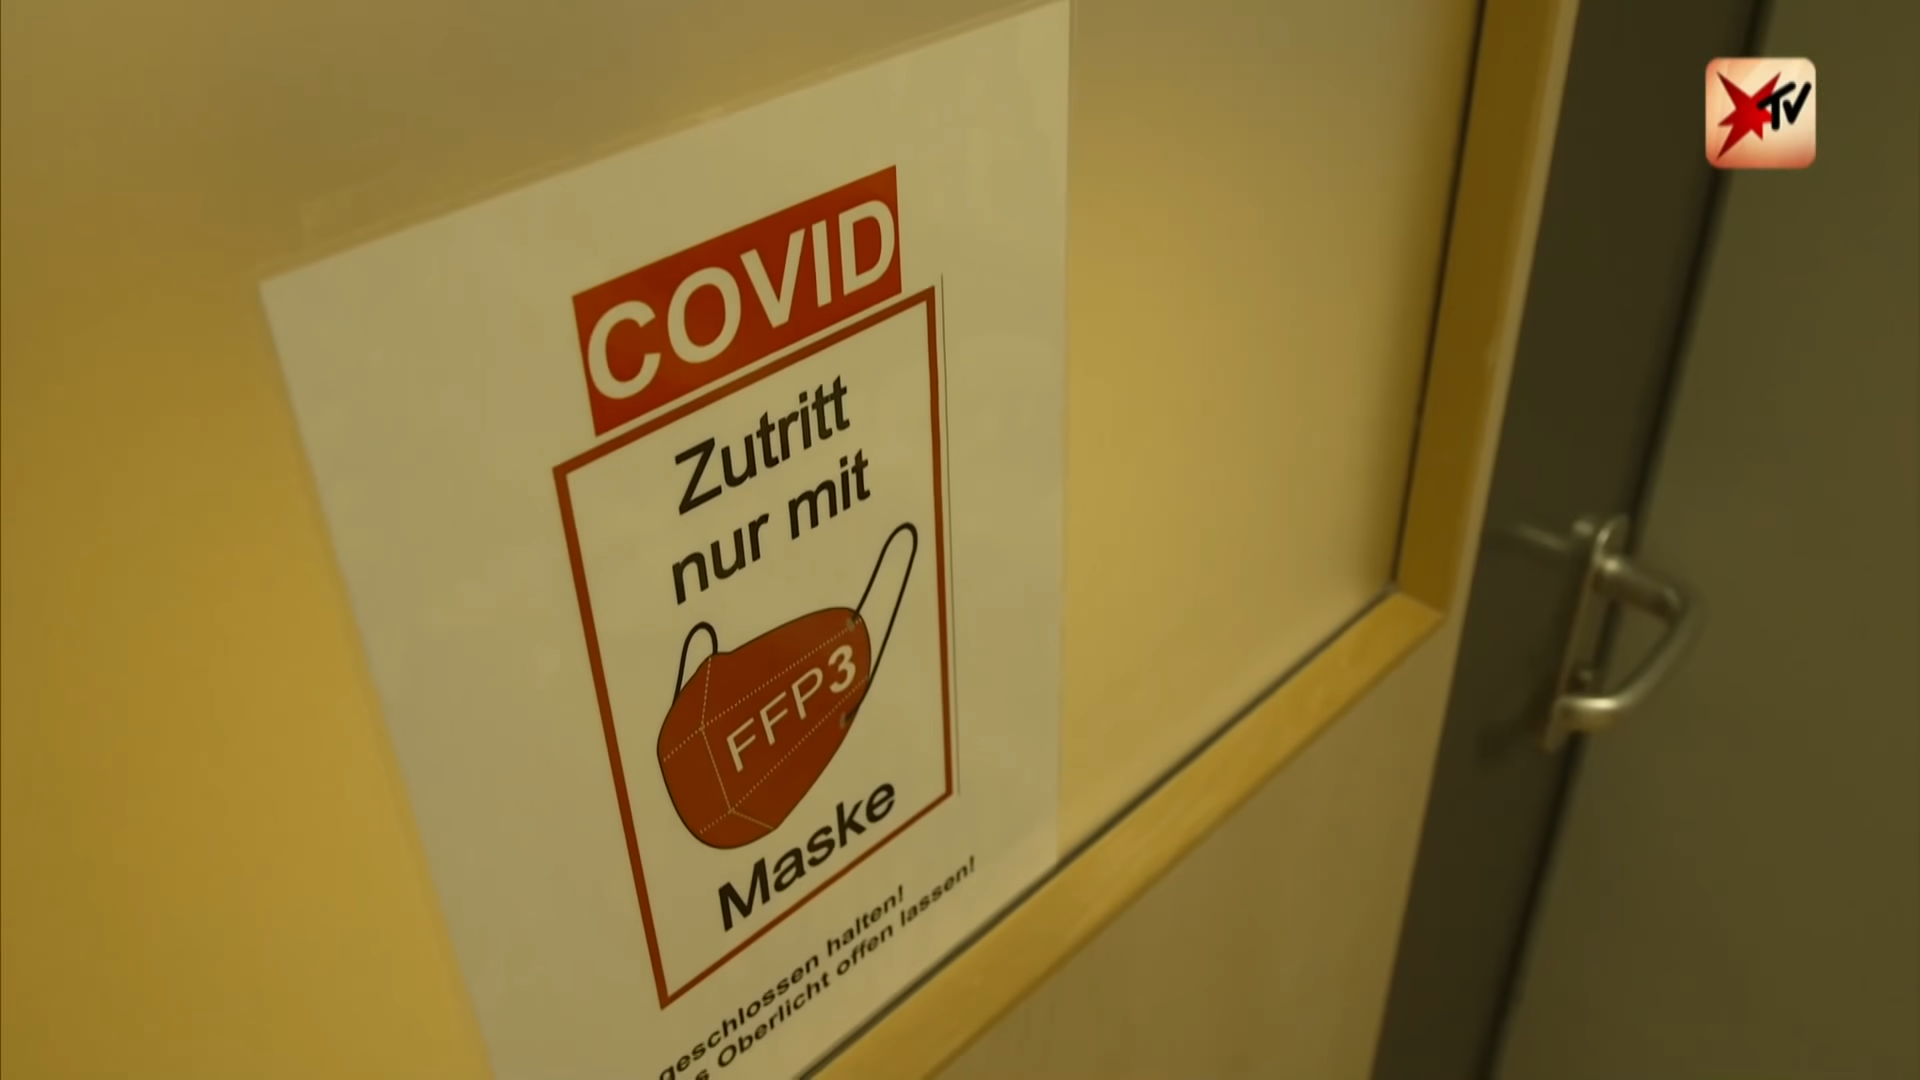 TV
COVID
Zutritt
nur mit
FFP3
Maske
geschlossen halten!
Oberlicht offen lassen!